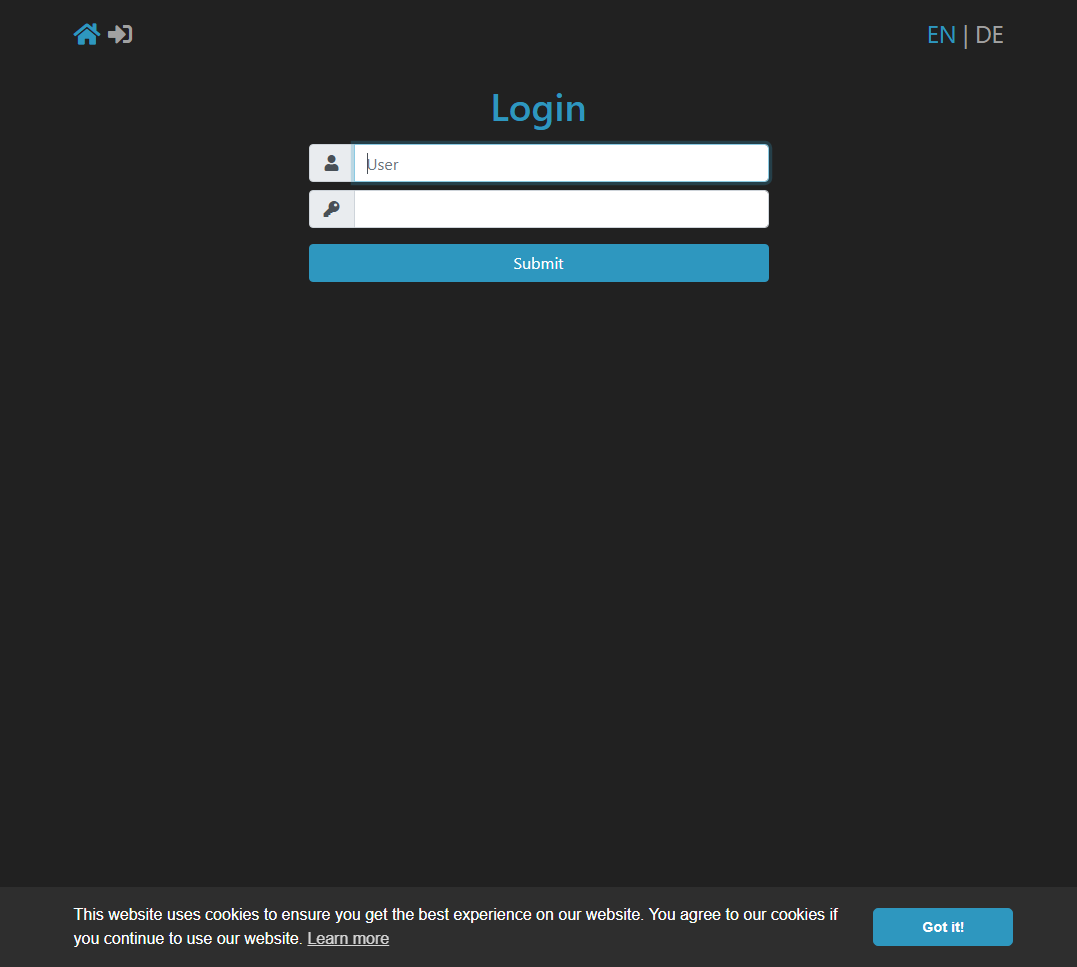 EN | DE
Login
User
Submit
This website uses cookies to ensure you get the best experience on our website. You agree to our cookies if
you continue to use our website. Learn more
Got it!